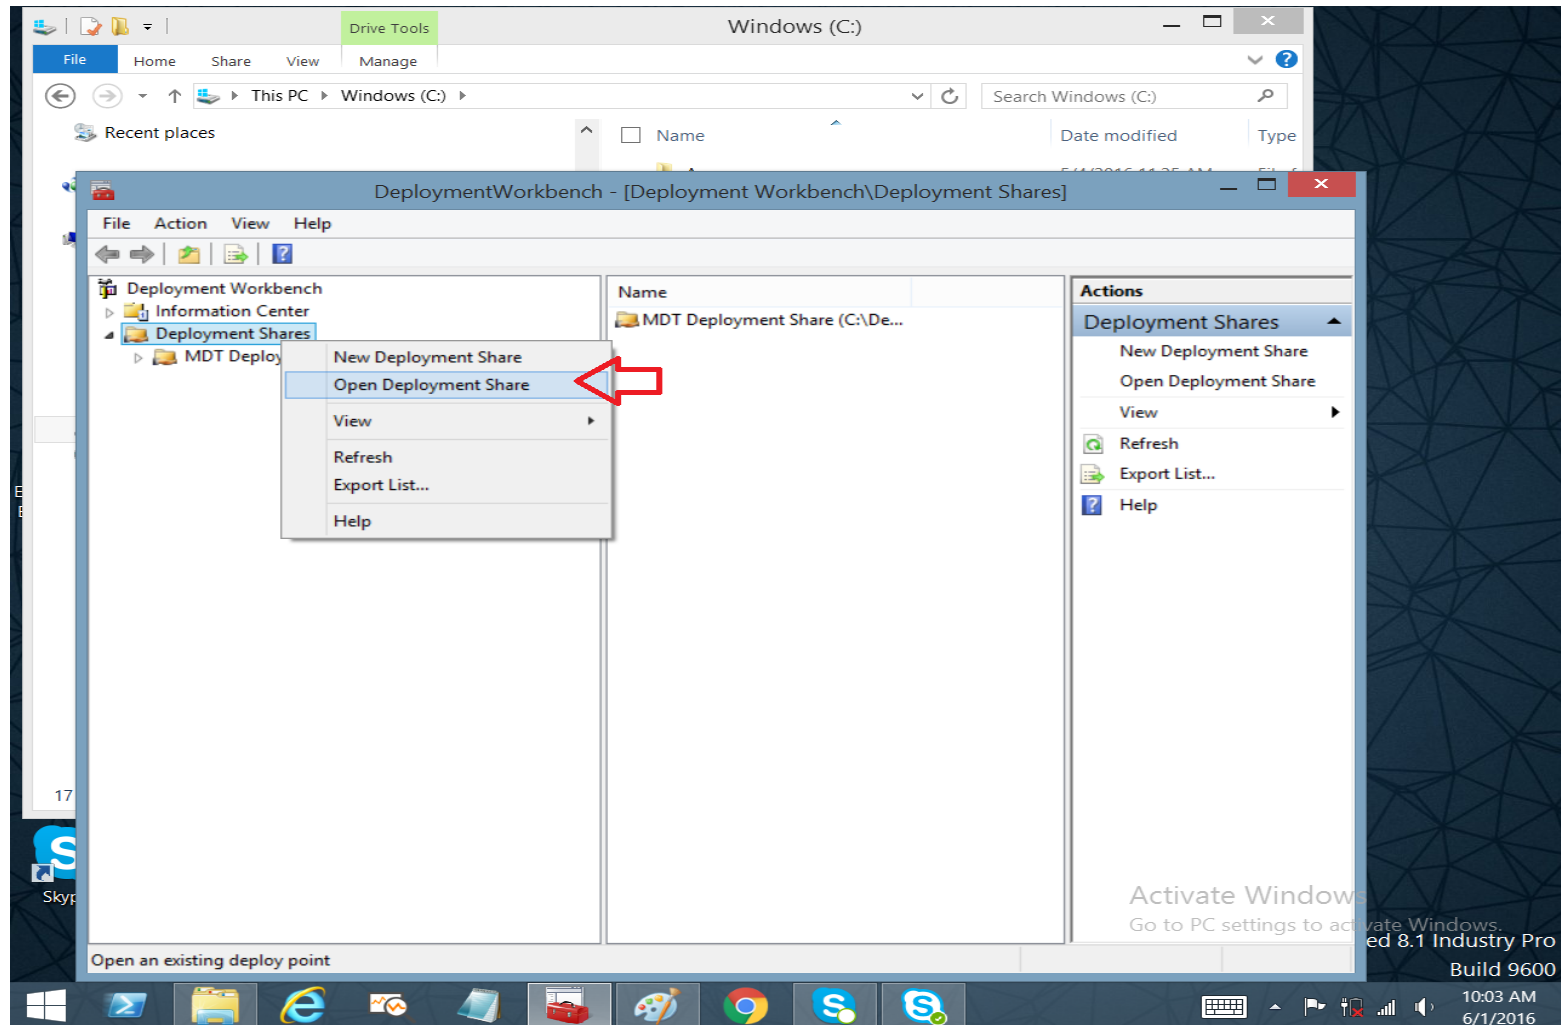 Drive Tools
Windows (C:)
File
Home
Share
View
Manage
This PC
Windows (C:)
Search Windows (C:)
Recent places
Name
Date modified
Type
DeploymentWorkbench - [Deployment Workbench\Deployment Shares]
File
Action
View
Help
Deployment Workbench
Information Center
Deployment Shares
MDT Deploy
New Deployment Share
Open Deployment Share
View
Refresh
Export List...
Help
Name
MDT Deployment Share (C:\De...
Actions
Deployment Shares
New Deployment Share
Open Deployment Share
View
Refresh
Export List...
Help
17
Skyp
Activate Windows
Go to PC settings to activate Windows.
ed 8.1 Industry Pro
Build 9600
Open an existing deploy point
10:03 AM
6/1/2016